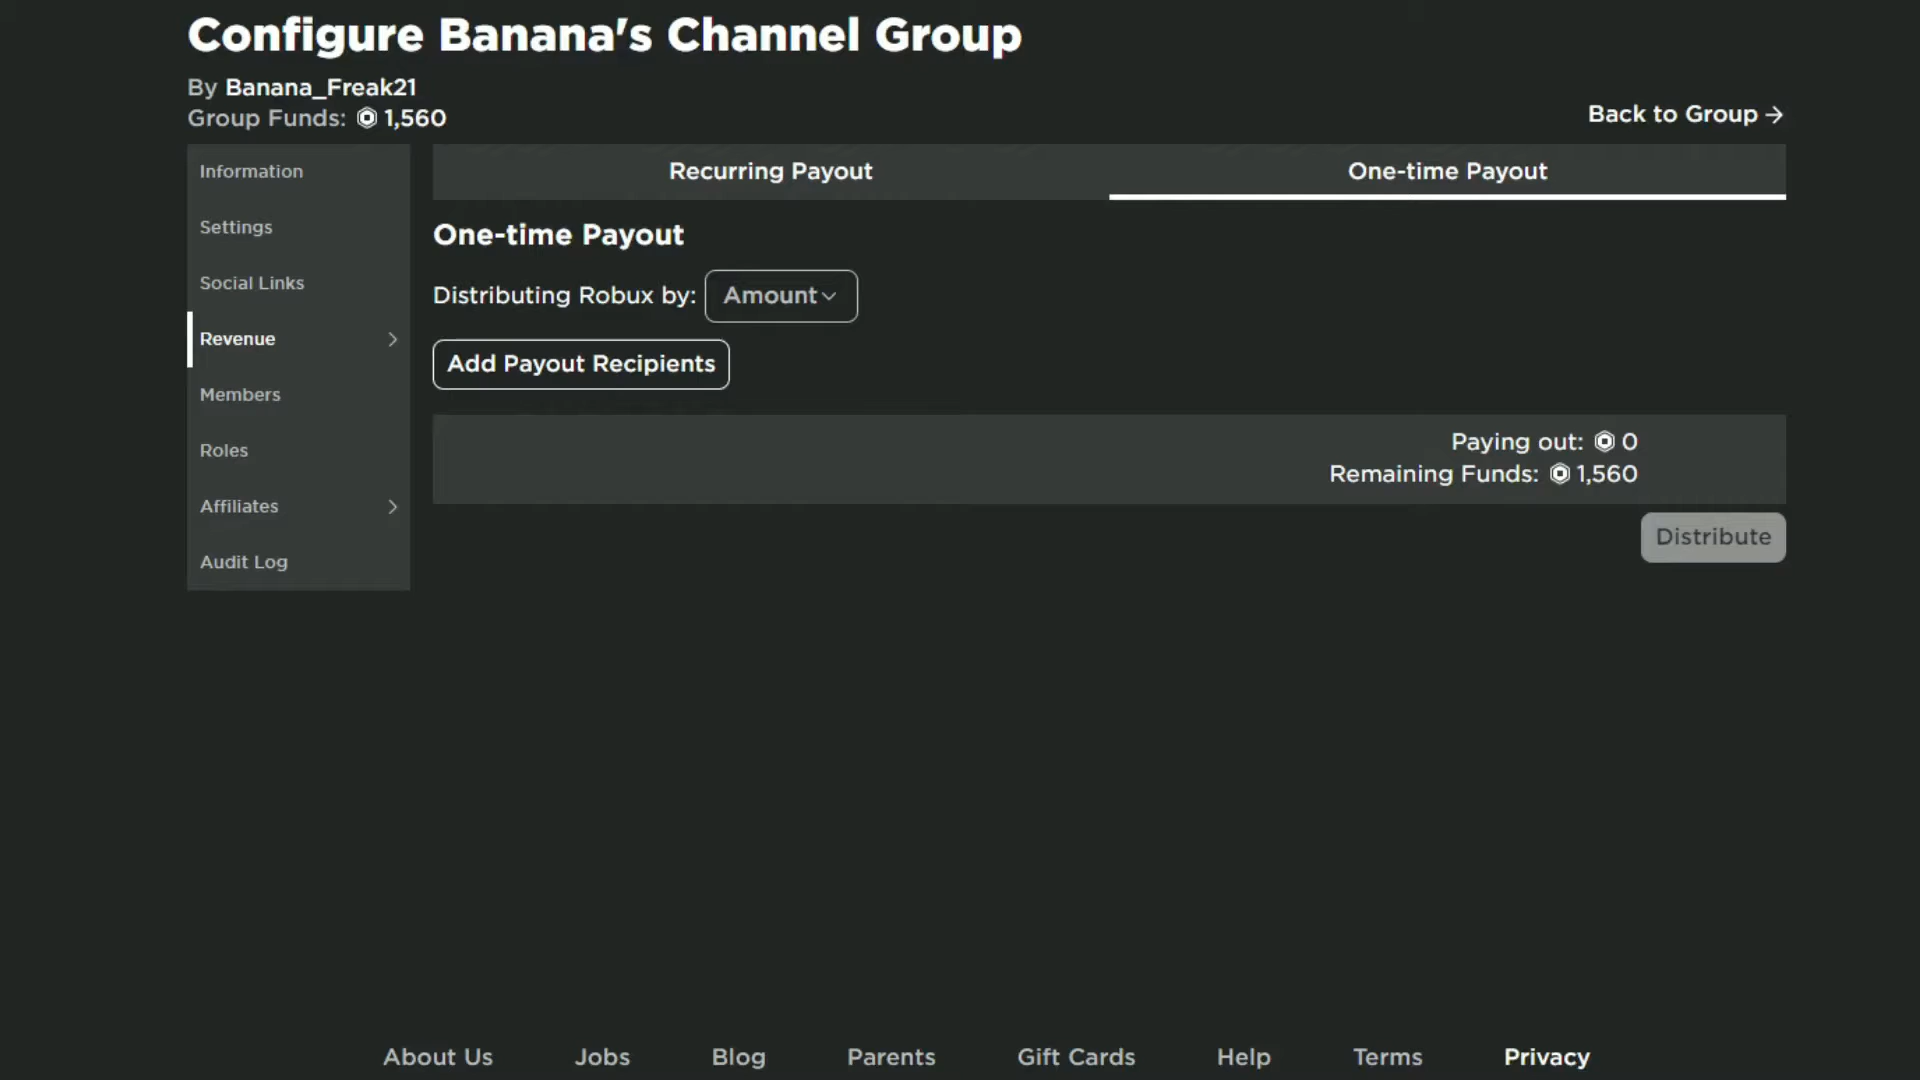 Configure Banana's Channel Group
By Banana_Freak21
Group Funds: 1,560
Back to Group →
Information
Settings
Social Links
Revenue
Members
Roles
Affiliates
Audit Log
Recurring Payout
One-time Payout
One-time Payout
Distributing Robux by: Amount
Add Payout Recipients
Paying out: 0
Remaining Funds: 1,560
Distribute
About Us Jobs Blog Parents Gift Cards Help Terms Privacy